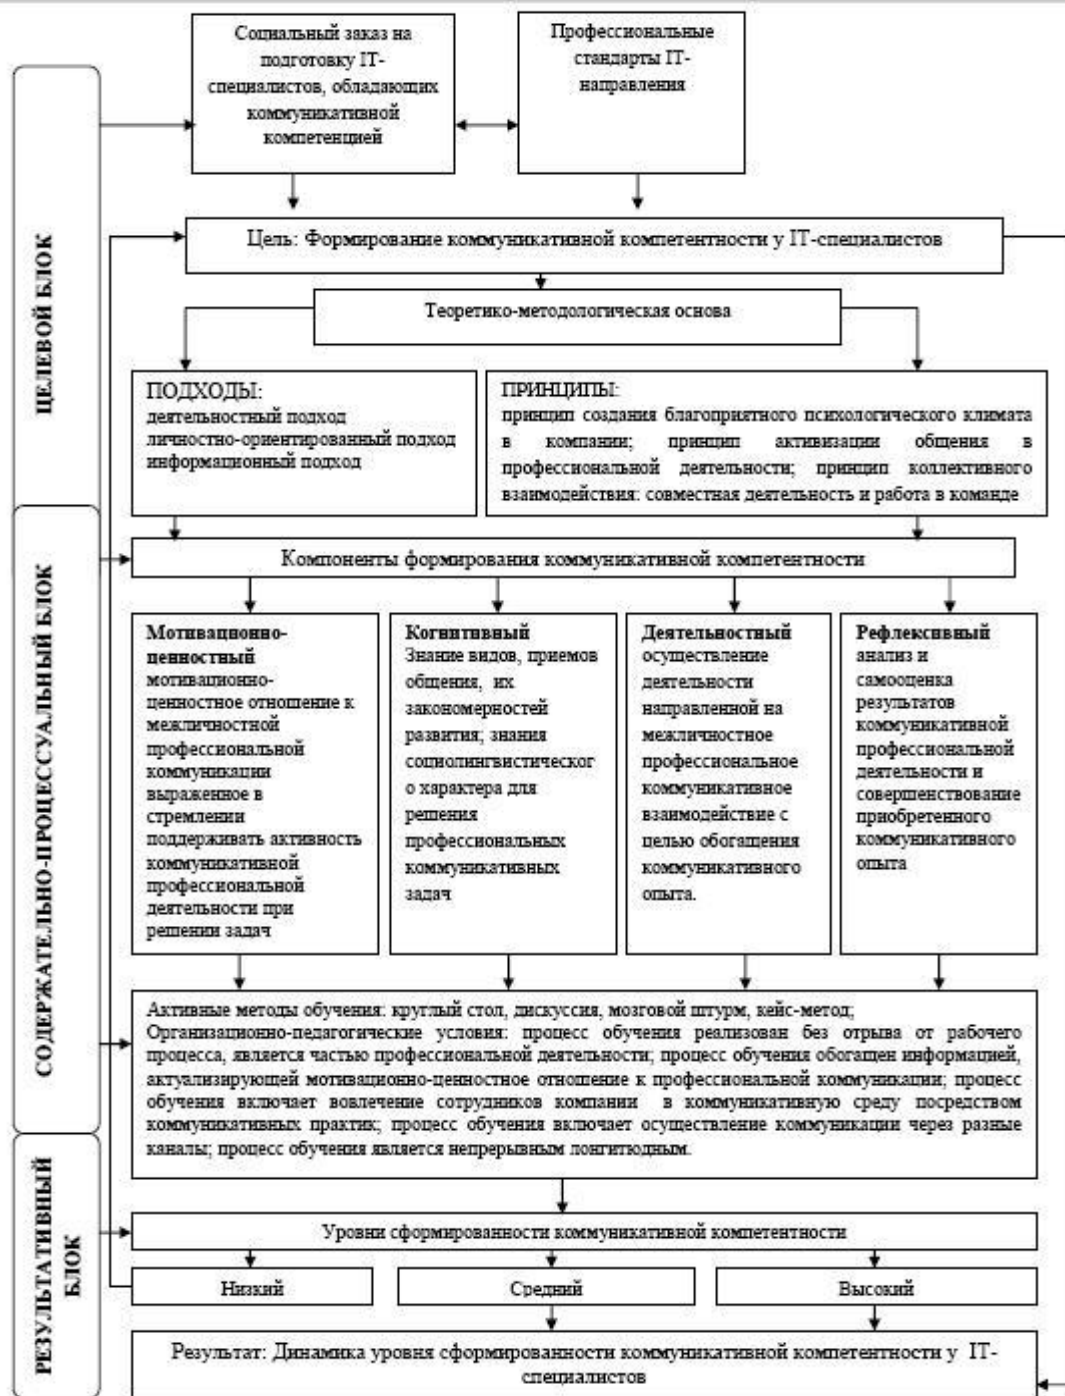 Социальный заказ на
подготовку IT-
специалистов, обладающих
коммуникативной
компетенцией
Профессиональные
стандарты IT-
направления
ЦЕЛЕВОЙ БЛОК
Цель: Формирование коммуникативной компетентности у IT-специалистов
Теоретико-методологическая основа
ПОДХОДЫ:
деятельностный подход
личностно-ориентированный подход
информационный подход
ПРИНЦИПЫ:
принцип создания благоприятного психологического климата
в компании; принцип активизации общения в
профессиональной деятельности; принцип коллективного
взаимодействия: совместная деятельность и работа в команде
СОДЕРЖАТЕЛЬНО-ПРОЦЕССУАЛЬНЫЙ БЛОК
Компоненты формирования коммуникативной компетентности
Мотивационно-
ценностный
мотивационно-
ценностное отношение к
межличностной
профессиональной
коммуникации
выраженное в
стремлении
поддерживать активность
коммуникативной
профессиональной
деятельности при
решении задач
Когнитивный
Знание видов, приемов
общения, их
закономерностей
развития; знания
социолингвистическог
о характера для
решения
профессиональных
коммуникативных
задач
Деятельностный
осуществление
деятельности
направленной на
межличностное
профессиональное
коммуникативное
взаимодействие с
целью обогащения
коммуникативного
опыта.
Рефлексивный
анализ и
самооценка
результатов
коммуникативной
профессиональной
деятельности и
совершенствование
приобретенного
коммуникативного
опыта
Активные методы обучения: круглый стол, дискуссия, мозговой штурм, кейс-метод;
Организационно-педагогические условия: процесс обучения реализован без отрыва от рабочего
процесса, является частью профессиональной деятельности; процесс обучения обогащен информацией,
актуализирующей мотивационно-ценностное отношение к профессиональной коммуникации; процесс
обучения включает вовлечение сотрудников компании в коммуникативную среду посредством
коммуникативных практик; процесс обучения включает осуществление коммуникации через разные
каналы; процесс обучения является непрерывным лонгитюдным.
РЕЗУЛЬТАТИВНЫЙ
БЛОК
Уровни сформированности коммуникативной компетентности
Низкий
Средний
Высокий
Результат: Динамика уровня сформированности коммуникативной компетентности у IT-
специалистов